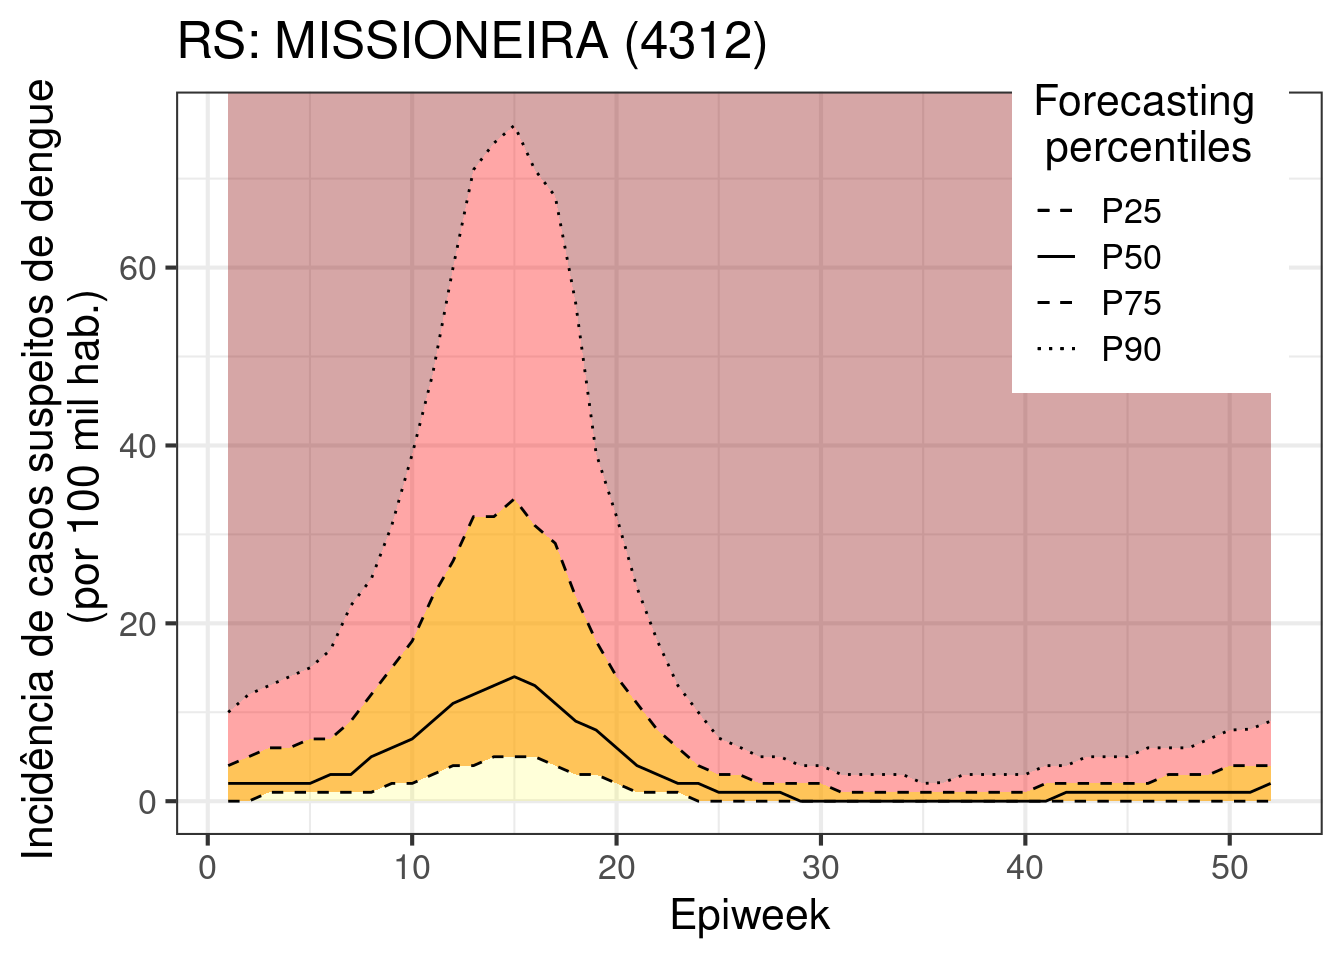 RS: MISSIONEIRA (4312)
Incidência de casos suspeitos de dengue
(por 100 mil hab.)
60
40
20
0
Forecasting
percentiles
P25
P50
P75
P90
0 10 20 30 40 50
Epiweek